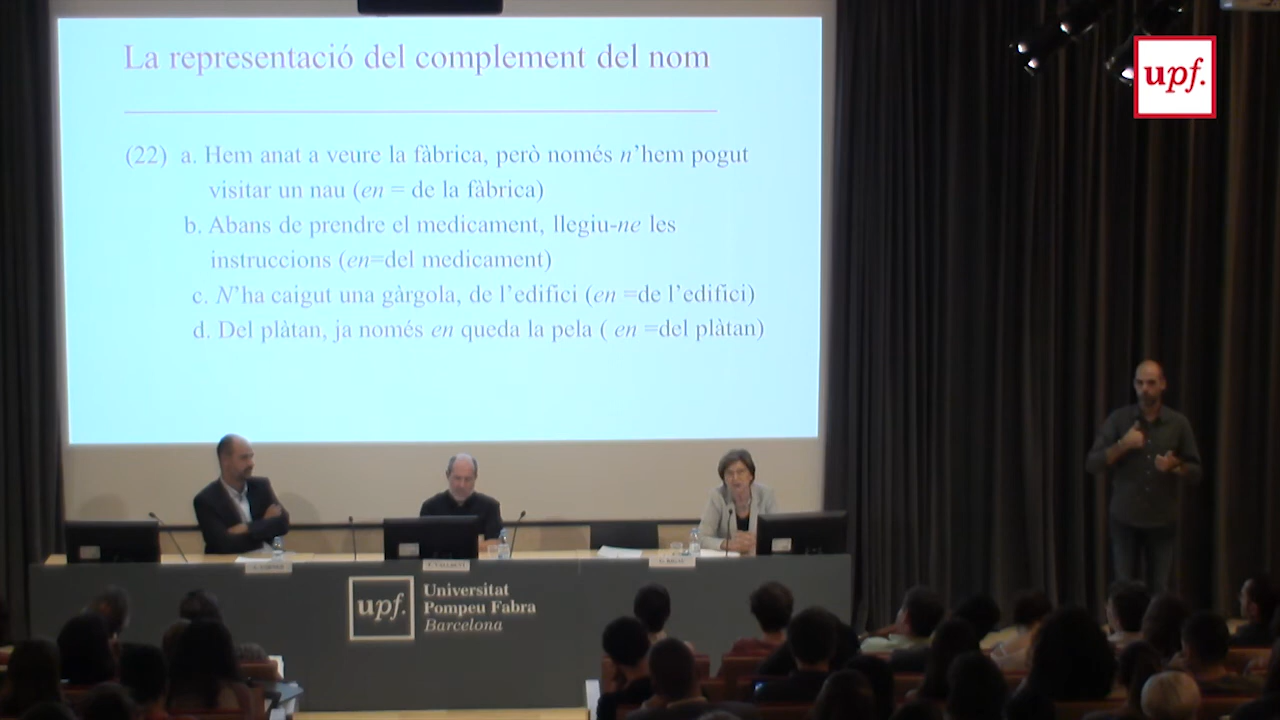 La representació del complement del nom
(22) a. Hem anat a veure la fàbrica, però només n'hem pogut
visitar un nau (en = de la fàbrica)
b. Abans de prendre el medicament, llegiu-ne les
instruccions (en=del medicament)
c. N'ha caigut una gàrgola, de l'edifici (en =de l'edifici)
d. Del plàtan, ja només en queda la pela ( en =del plàtan)
upf.
upf.
Universitat
Pompeu Fabra
Barcelona